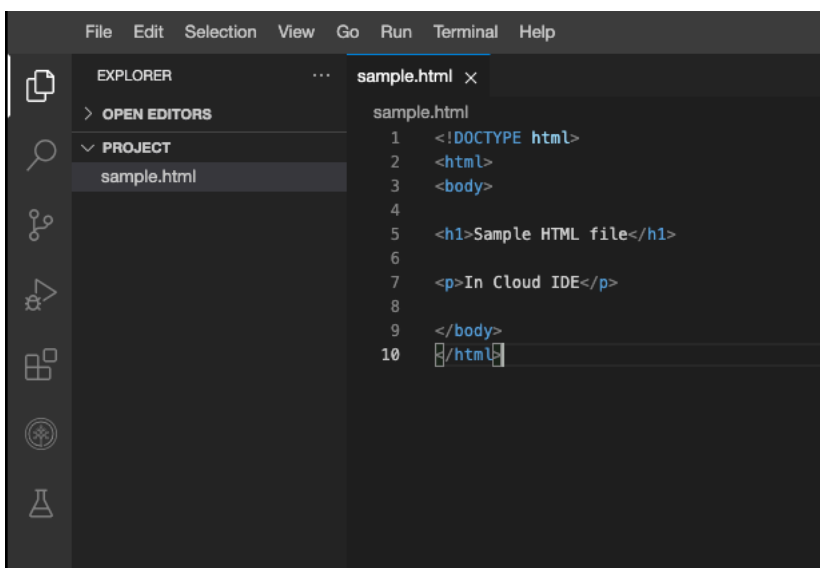 File Edit Selection View Go Run Terminal Help
EXPLORER ···
OPEN EDITORS
PROJECT
sample.html
sample.html ×
sample.html
1 <!DOCTYPE html>
2 <html>
3 <body>
4
5 <h1>Sample HTML file</h1>
6
7 <p>In Cloud IDE</p>
8
9 </body>
10 </html>